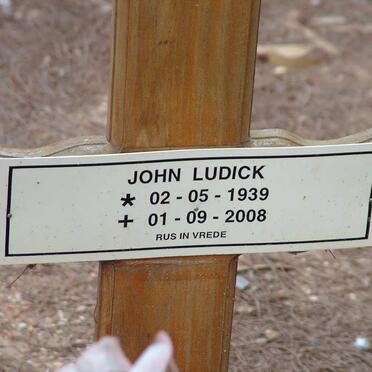 JOHN LUDICK
* 02 - 05 - 1939
+ 01 - 09 - 2008
RUS IN VREDE